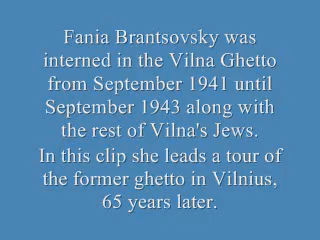 Fania Brantsovsky was
interned in the Vilna Ghetto
from September 1941 until
September 1943 along with
the rest of Vilna's Jews.
In this clip she leads a tour of
the former ghetto in Vilnius,
65 years later.